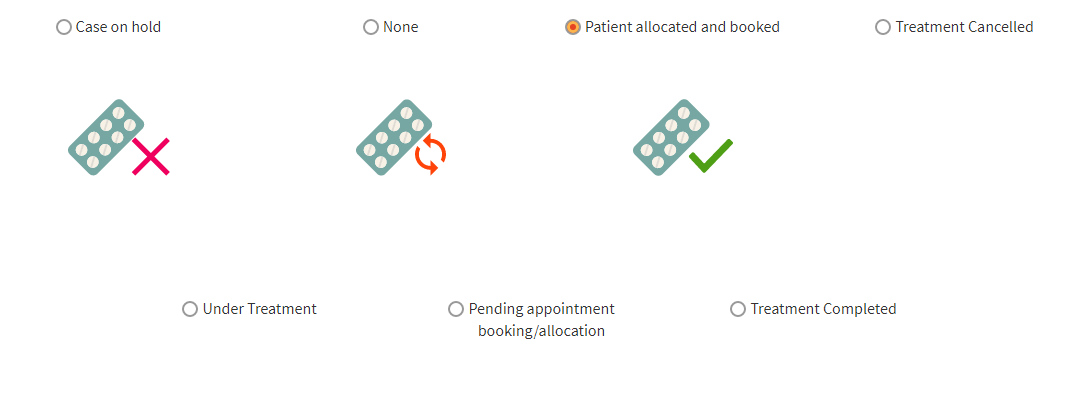 Case on hold
None
Patient allocated and booked
Treatment Cancelled
Under Treatment
Pending appointment
booking/allocation
Treatment Completed